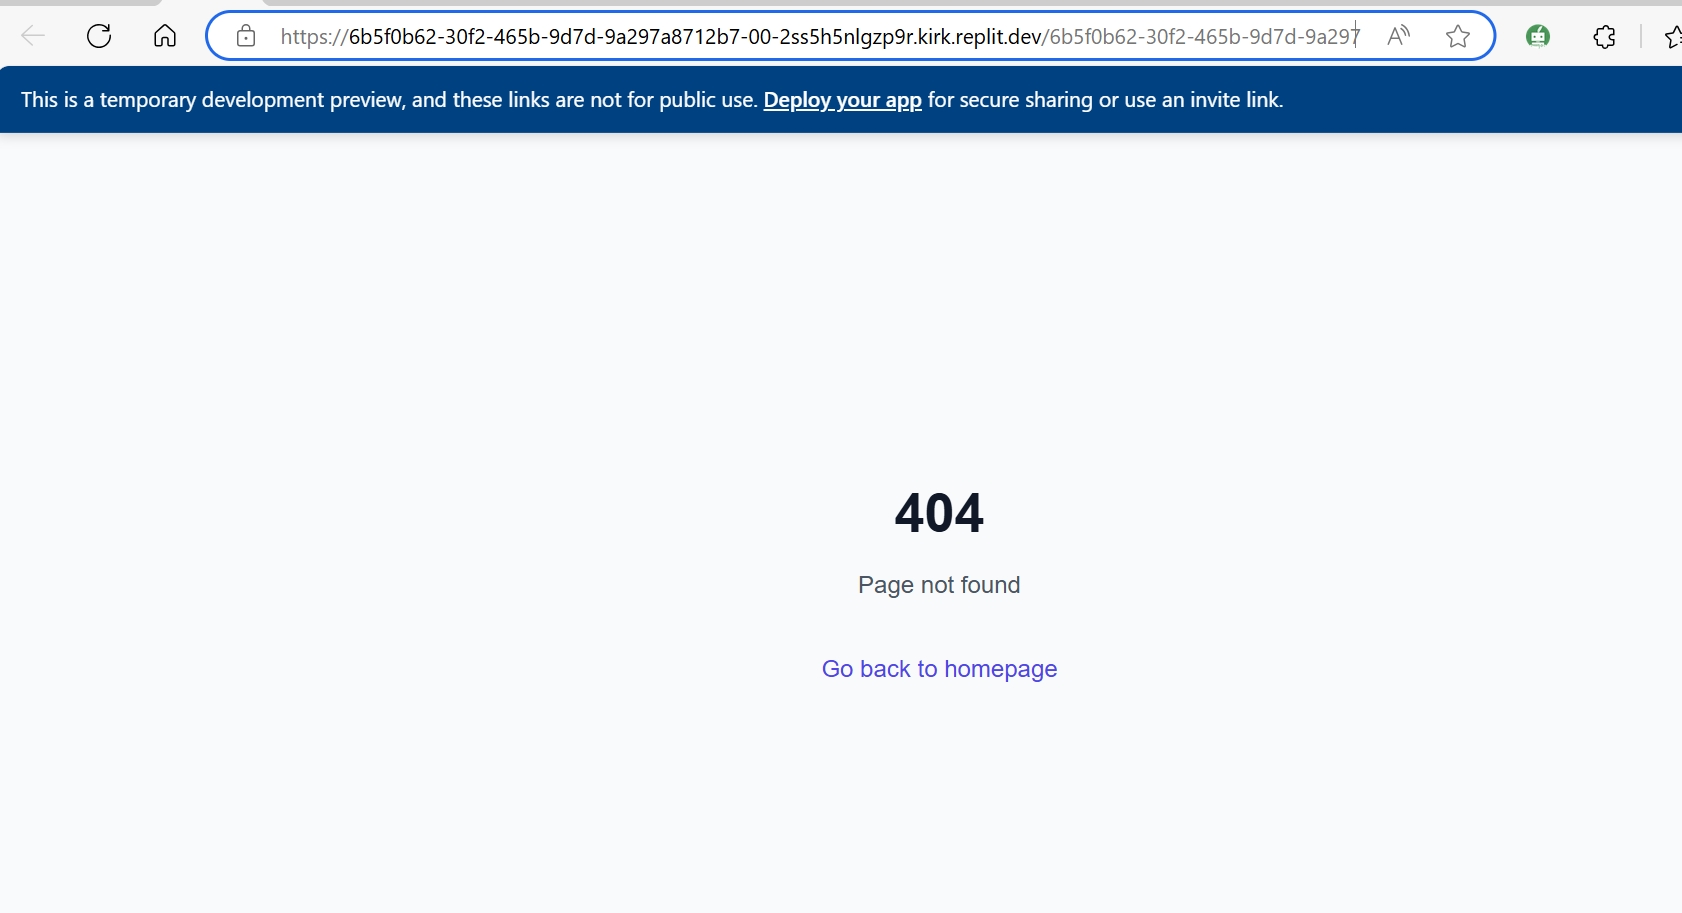 https://6b5f0b62-30f2-465b-9d7d-9a297a8712b7-00-2ss5h5nlgzp9r.kirk.replit.dev/6b5f0b62-30f2-465b-9d7d-9a297
This is a temporary development preview, and these links are not for public use. Deploy your app for secure sharing or use an invite link.
404
Page not found
Go back to homepage